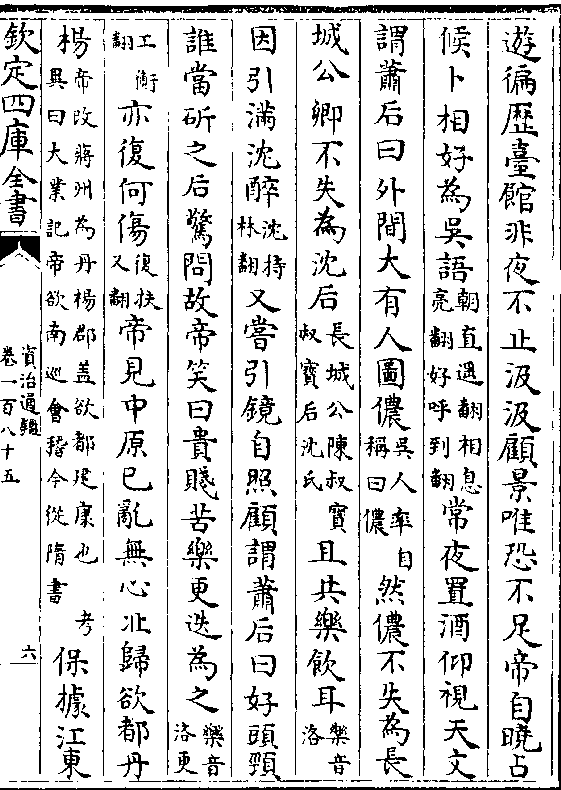 遊徧歴臺館非夜不止汲汲顧景唯恐不足帝自曉占
候卜相好為吳語朝直遥翻相息亮翻好呼到翻常夜置酒仰視天文
謂蕭后曰外間大有人圖儂吳人率自稱曰儂然儂不失為長
城公卿不失為沈后長城公陳叔寶叔寶后沈氏且共樂飲耳樂音洛
因引滿沈醉沈持林翻又嘗引鏡自照顧謂蕭后曰好頭頸
誰當斫之后驚問故帝笑曰貴賤苦樂更迭為之樂音洛更
工衡翻亦復何傷復扶又翻帝見中原已亂無心北歸欲都丹
楊帝改蔣州為丹楊郡盖欲都建康也考異曰大業記帝欲南巡會稽今從隋書保據江東
欽定四庫全書
資治通鑑
卷一百八十五
六